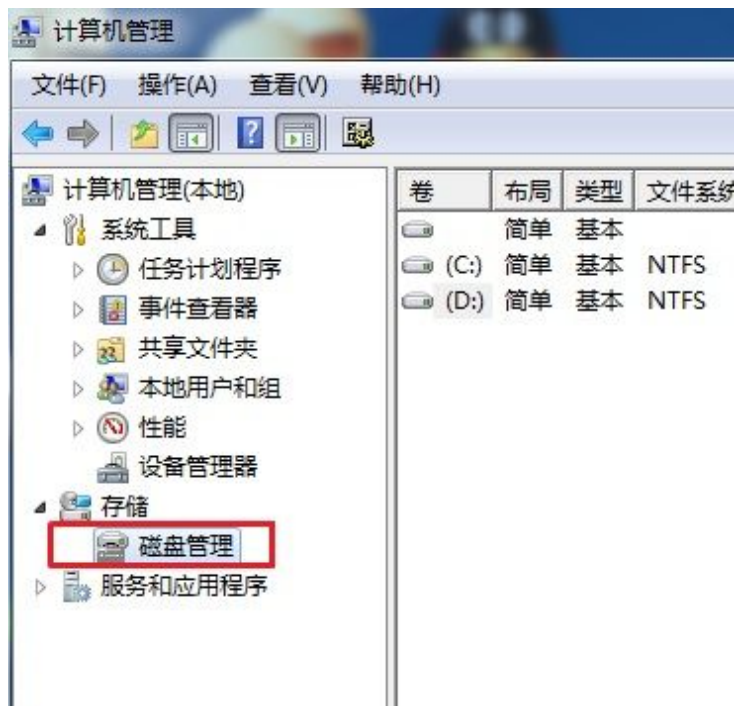 计算机管理
文件(F) 操作(A) 查看(V) 帮助(H)
计算机管理(本地)
系统工具
任务计划程序
事件查看器
共享文件夹
本地用户和组
性能
设备管理器
存储
磁盘管理
服务和应用程序
卷 布局 类型 文件系统
简单 基本
(C:) 简单 基本 NTFS
(D:) 简单 基本 NTFS